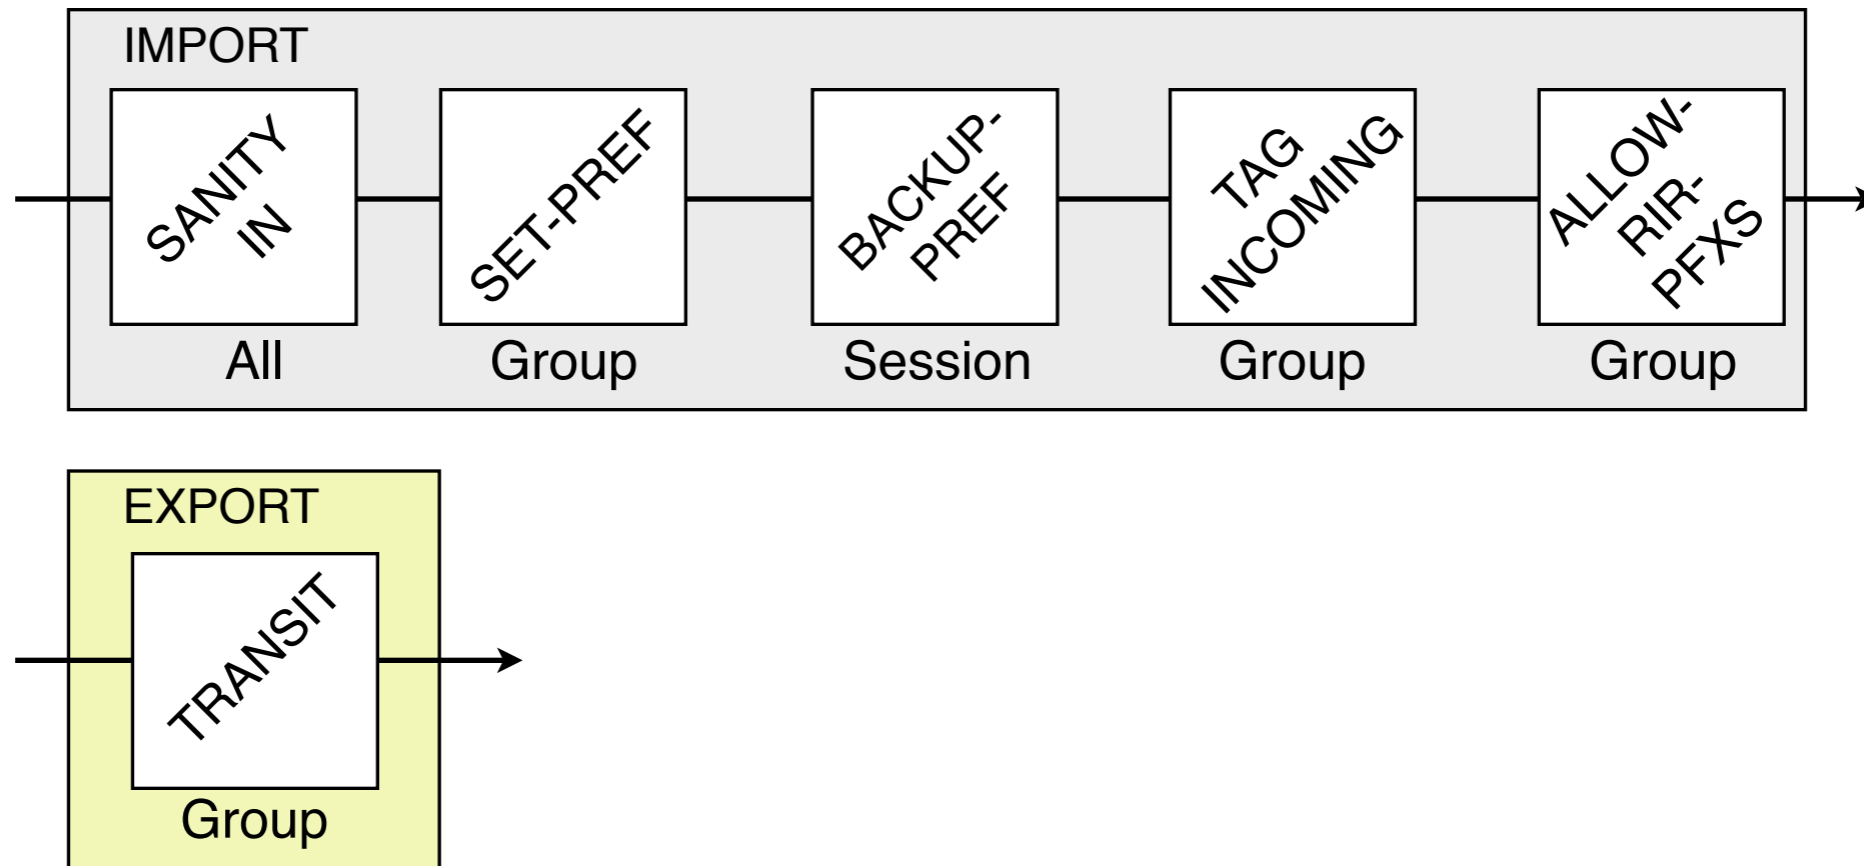 IMPORT
SANITY
IN
SET-PREF
BACKUP-
PREF
TAG
INCOMING
ALLOW-
RIR-
PFXS
All
Group
Session
Group
Group
EXPORT
TRANSIT
Group